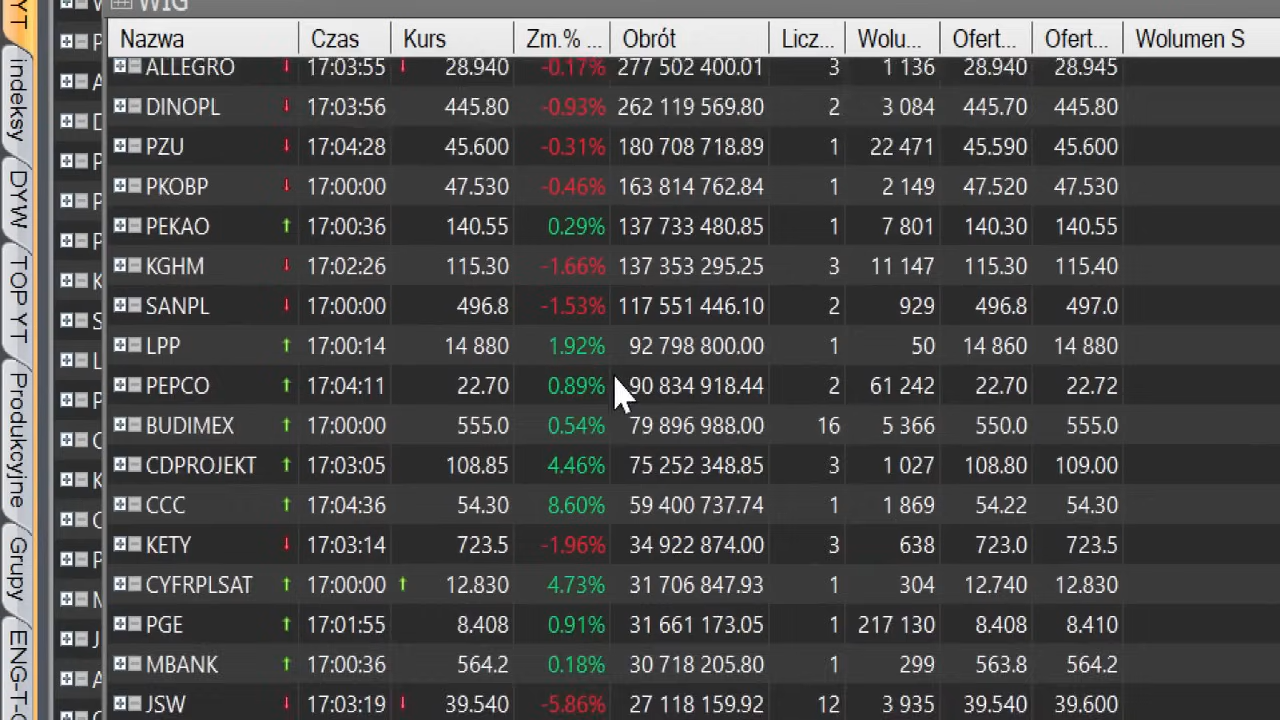 WIG
Nazwa Czas Kurs Zm.% ... Obrót Licz... Wolu... Ofert... Ofert... Wolumen S
ALLEGRO 17:03:55 28.940 -0.17% 277 502 400.01 3 1 136 28.940 28.945
DINOPL 17:03:56 445.80 -0.93% 262 119 569.80 2 3 084 445.70 445.80
PZU 17:04:28 45.600 -0.31% 180 708 718.89 1 22 471 45.590 45.600
PKOBP 17:00:00 47.530 -0.46% 163 814 762.84 1 2 149 47.520 47.530
PEKAO 17:00:36 140.55 0.29% 137 733 480.85 1 7 801 140.30 140.55
KGHM 17:02:26 115.30 -1.66% 137 353 295.25 3 11 147 115.30 115.40
SANPL 17:00:00 496.8 -1.53% 117 551 446.10 2 929 496.8 497.0
LPP 17:00:14 14 880 1.92% 92 798 800.00 1 50 14 860 14 880
PEPCO 17:04:11 22.70 0.89% 90 834 918.44 2 61 242 22.70 22.72
BUDIMEX 17:00:00 555.0 0.54% 79 896 988.00 16 5 366 550.0 555.0
CDPROJEKT 17:03:05 108.85 4.46% 75 252 348.85 3 1 027 108.80 109.00
CCC 17:04:36 54.30 8.60% 59 400 737.74 1 1 869 54.22 54.30
KETY 17:03:14 723.5 -1.96% 34 922 874.00 3 638 723.0 723.5
CYFRPLSAT 17:00:00 12.830 4.73% 31 706 847.93 1 304 12.740 12.830
PGE 17:01:55 8.408 0.91% 31 661 173.05 1 217 130 8.408 8.410
MBANK 17:00:36 564.2 0.18% 30 718 205.80 1 299 563.8 564.2
JSW 17:03:19 39.540 -5.86% 27 118 159.92 12 3 935 39.540 39.600
YT
indeksy
DYW
TOP YT
Produkcyjne
Grupy